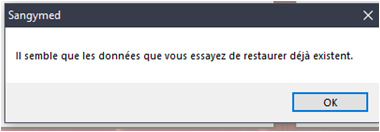 Sangymed
Il semble que les données que vous essayez de restaurer déjà existent.
OK